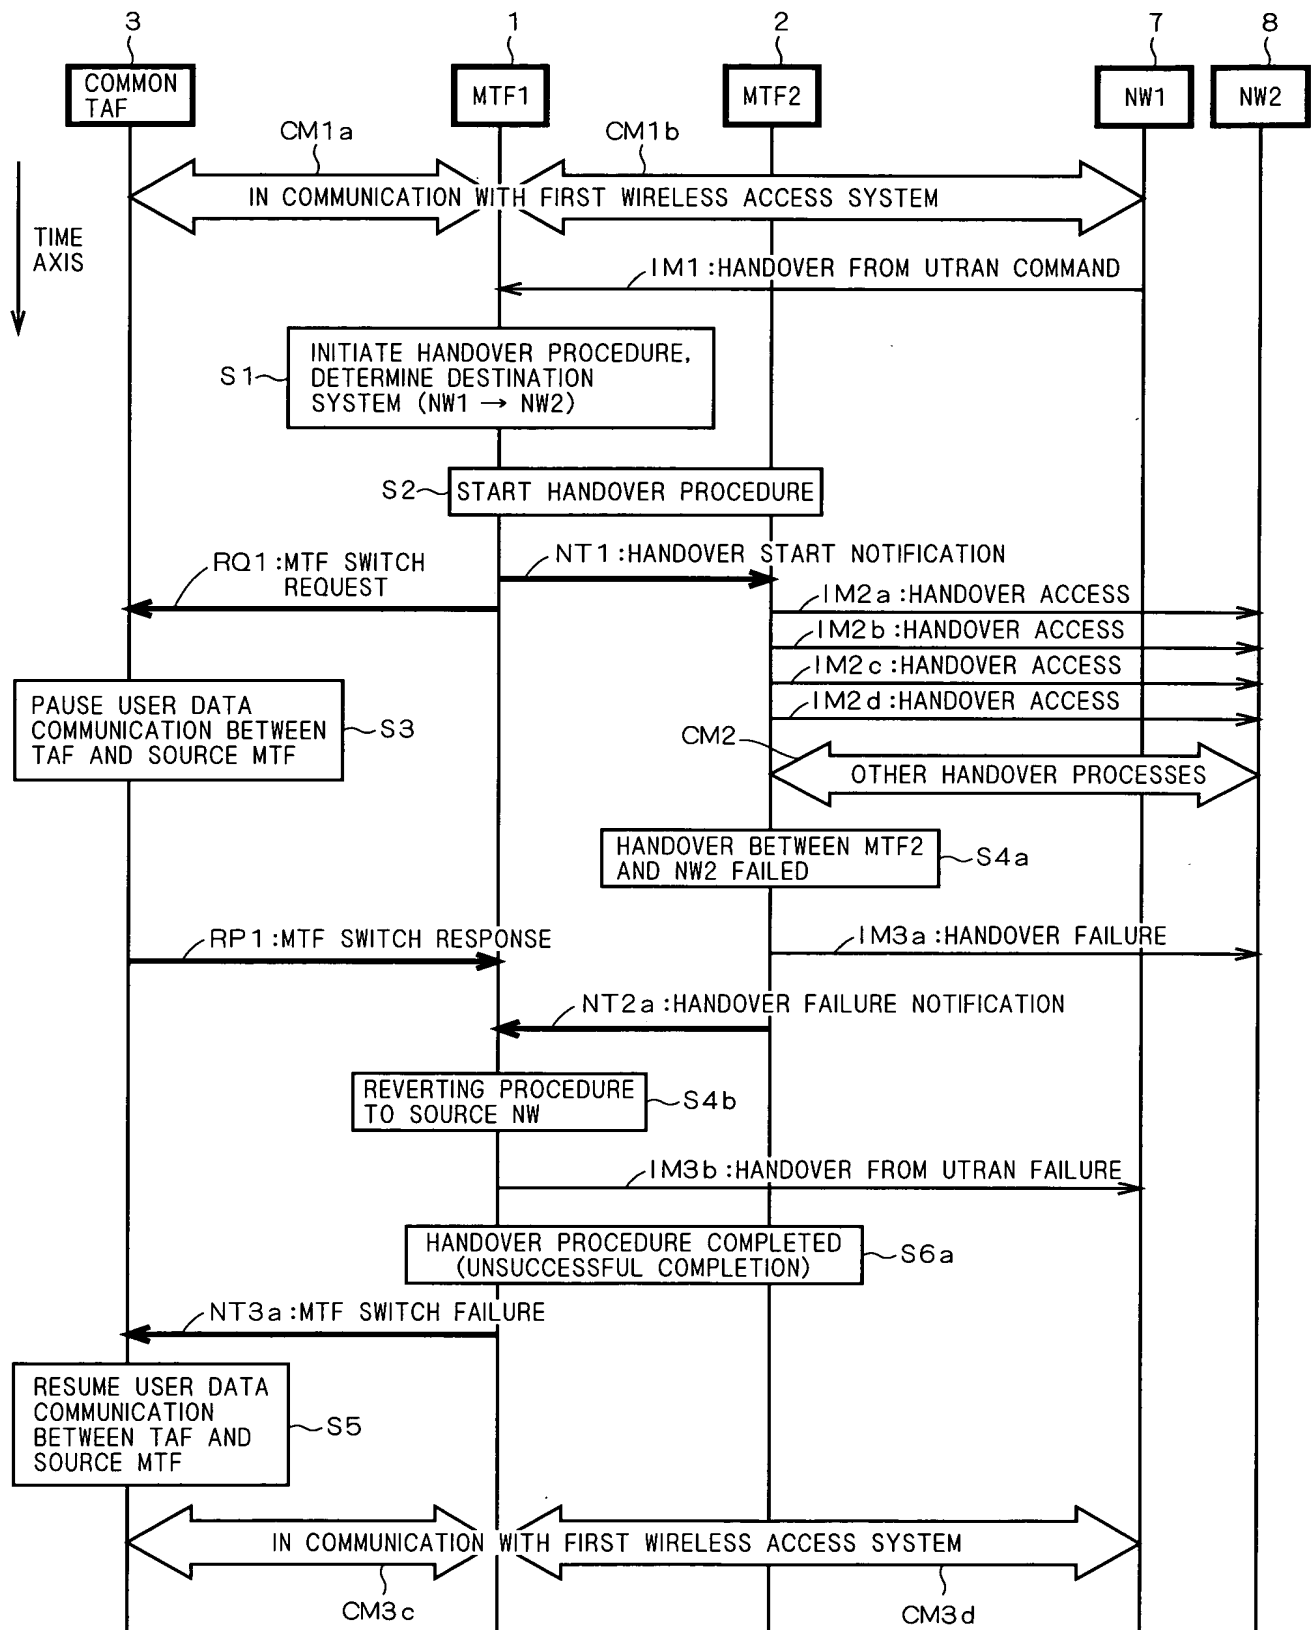 3
1
2
7
8
COMMON
TAF
MTF1
MTF2
NW1
NW2
CM1a
CM1b
IN COMMUNICATION WITH FIRST WIRELESS ACCESS SYSTEM
TIME
AXIS
IM1:HANDOVER FROM UTRAN COMMAND
S1
INITIATE HANDOVER PROCEDURE,
DETERMINE DESTINATION
SYSTEM (NW1 → NW2)
S2
START HANDOVER PROCEDURE
RQ1:MTF SWITCH
REQUEST
NT1:HANDOVER START NOTIFICATION
IM2a:HANDOVER ACCESS
IM2b:HANDOVER ACCESS
IM2c:HANDOVER ACCESS
IM2d:HANDOVER ACCESS
PAUSE USER DATA
COMMUNICATION BETWEEN
TAF AND SOURCE MTF
S3
CM2
OTHER HANDOVER PROCESSES
HANDOVER BETWEEN MTF2
AND NW2 FAILED
S4a
RP1:MTF SWITCH RESPONSE
IM3a:HANDOVER FAILURE
NT2a:HANDOVER FAILURE NOTIFICATION
REVERTING PROCEDURE
TO SOURCE NW
S4b
IM3b:HANDOVER FROM UTRAN FAILURE
HANDOVER PROCEDURE COMPLETED
(UNSUCCESSFUL COMPLETION)
S6a
NT3a:MTF SWITCH FAILURE
RESUME USER DATA
COMMUNICATION
BETWEEN TAF AND
SOURCE MTF
S5
IN COMMUNICATION WITH FIRST WIRELESS ACCESS SYSTEM
CM3c
CM3d